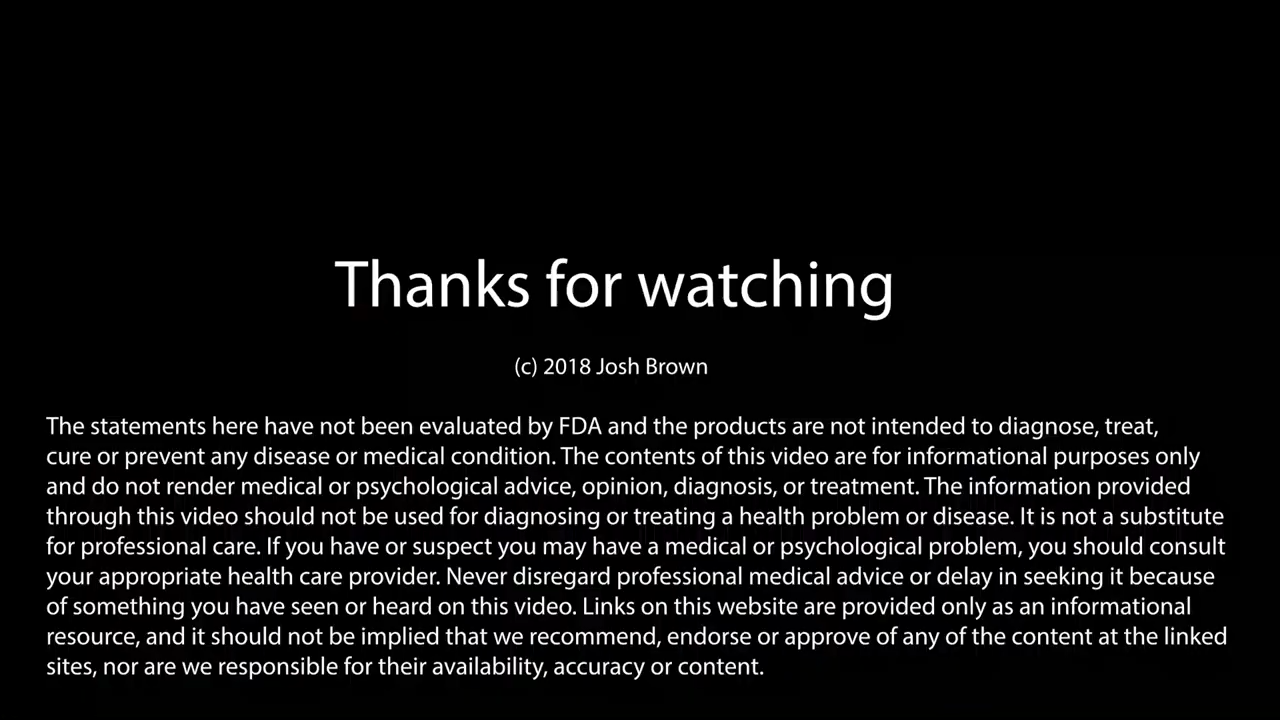 Thanks for watching
(c) 2018 Josh Brown
The statements here have not been evaluated by FDA and the products are not intended to diagnose, treat,
cure or prevent any disease or medical condition. The contents of this video are for informational purposes only
and do not render medical or psychological advice, opinion, diagnosis, or treatment. The information provided
through this video should not be used for diagnosing or treating a health problem or disease. It is not a substitute
for professional care. If you have or suspect you may have a medical or psychological problem, you should consult
your appropriate health care provider. Never disregard professional medical advice or delay in seeking it because
of something you have seen or heard on this video. Links on this website are provided only as an informational
resource, and it should not be implied that we recommend, endorse or approve of any of the content at the linked
sites, nor are we responsible for their availability, accuracy or content.